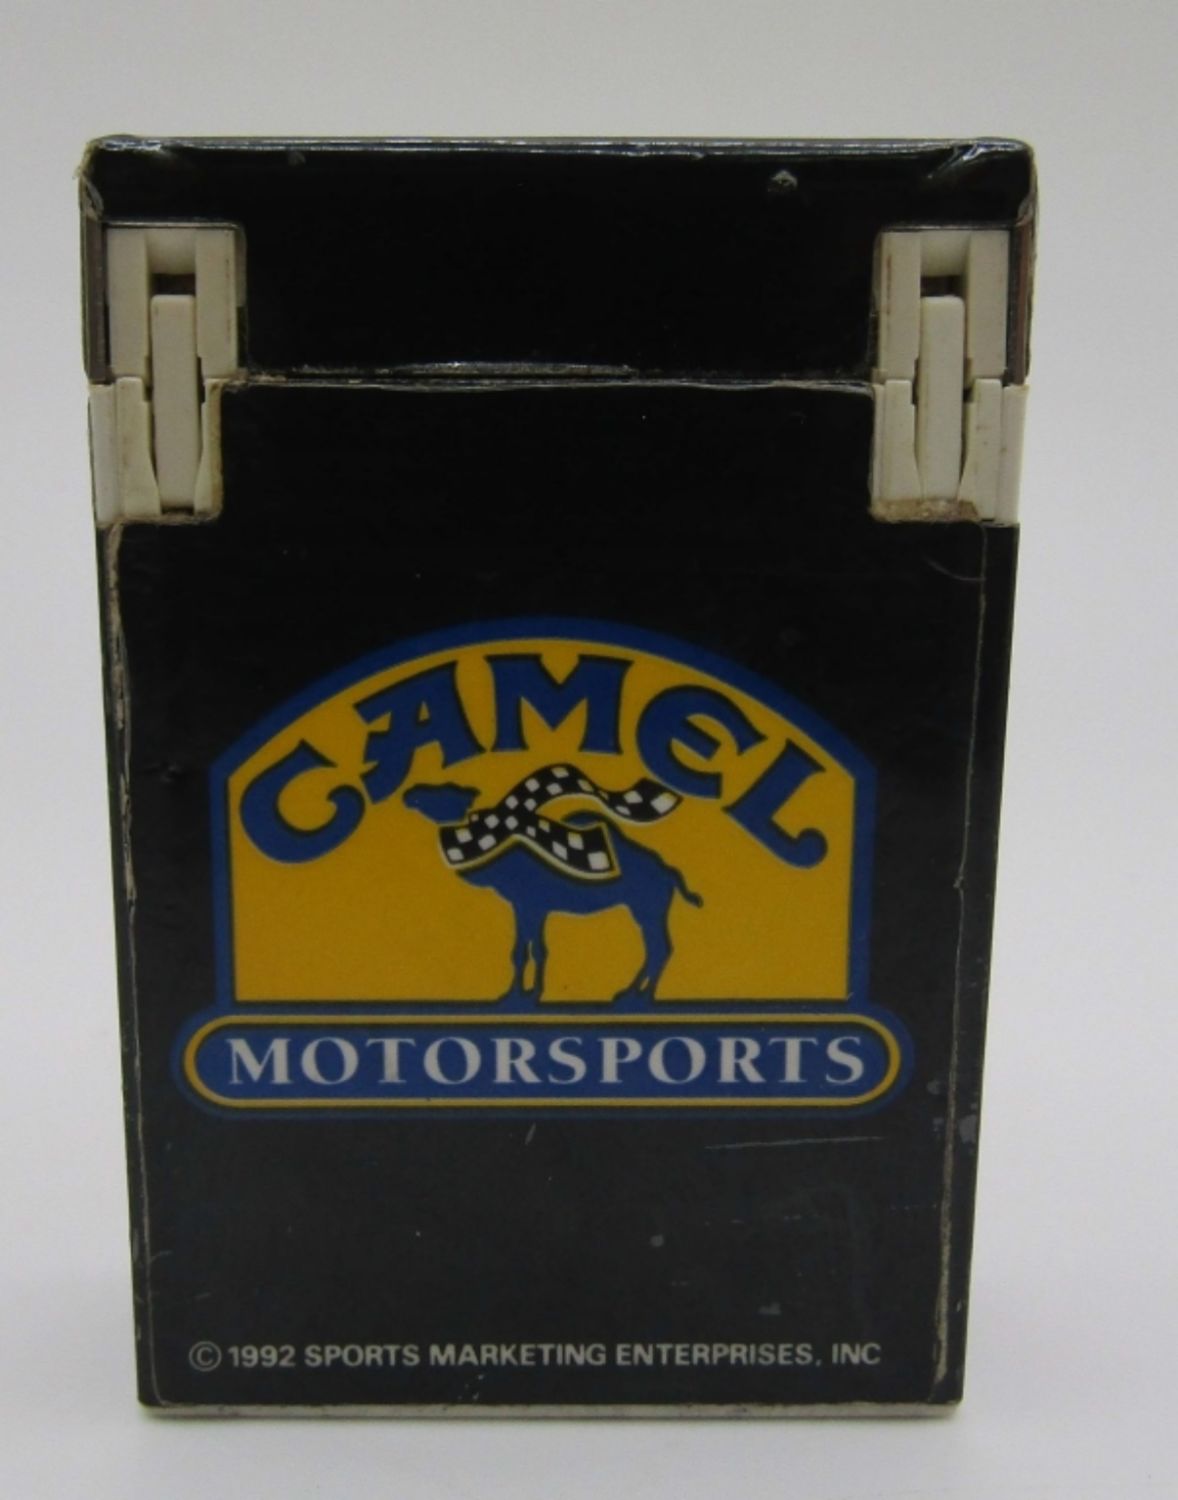 CAMEL
MOTORSPORTS
© 1992 SPORTS MARKETING ENTERPRISES, INC